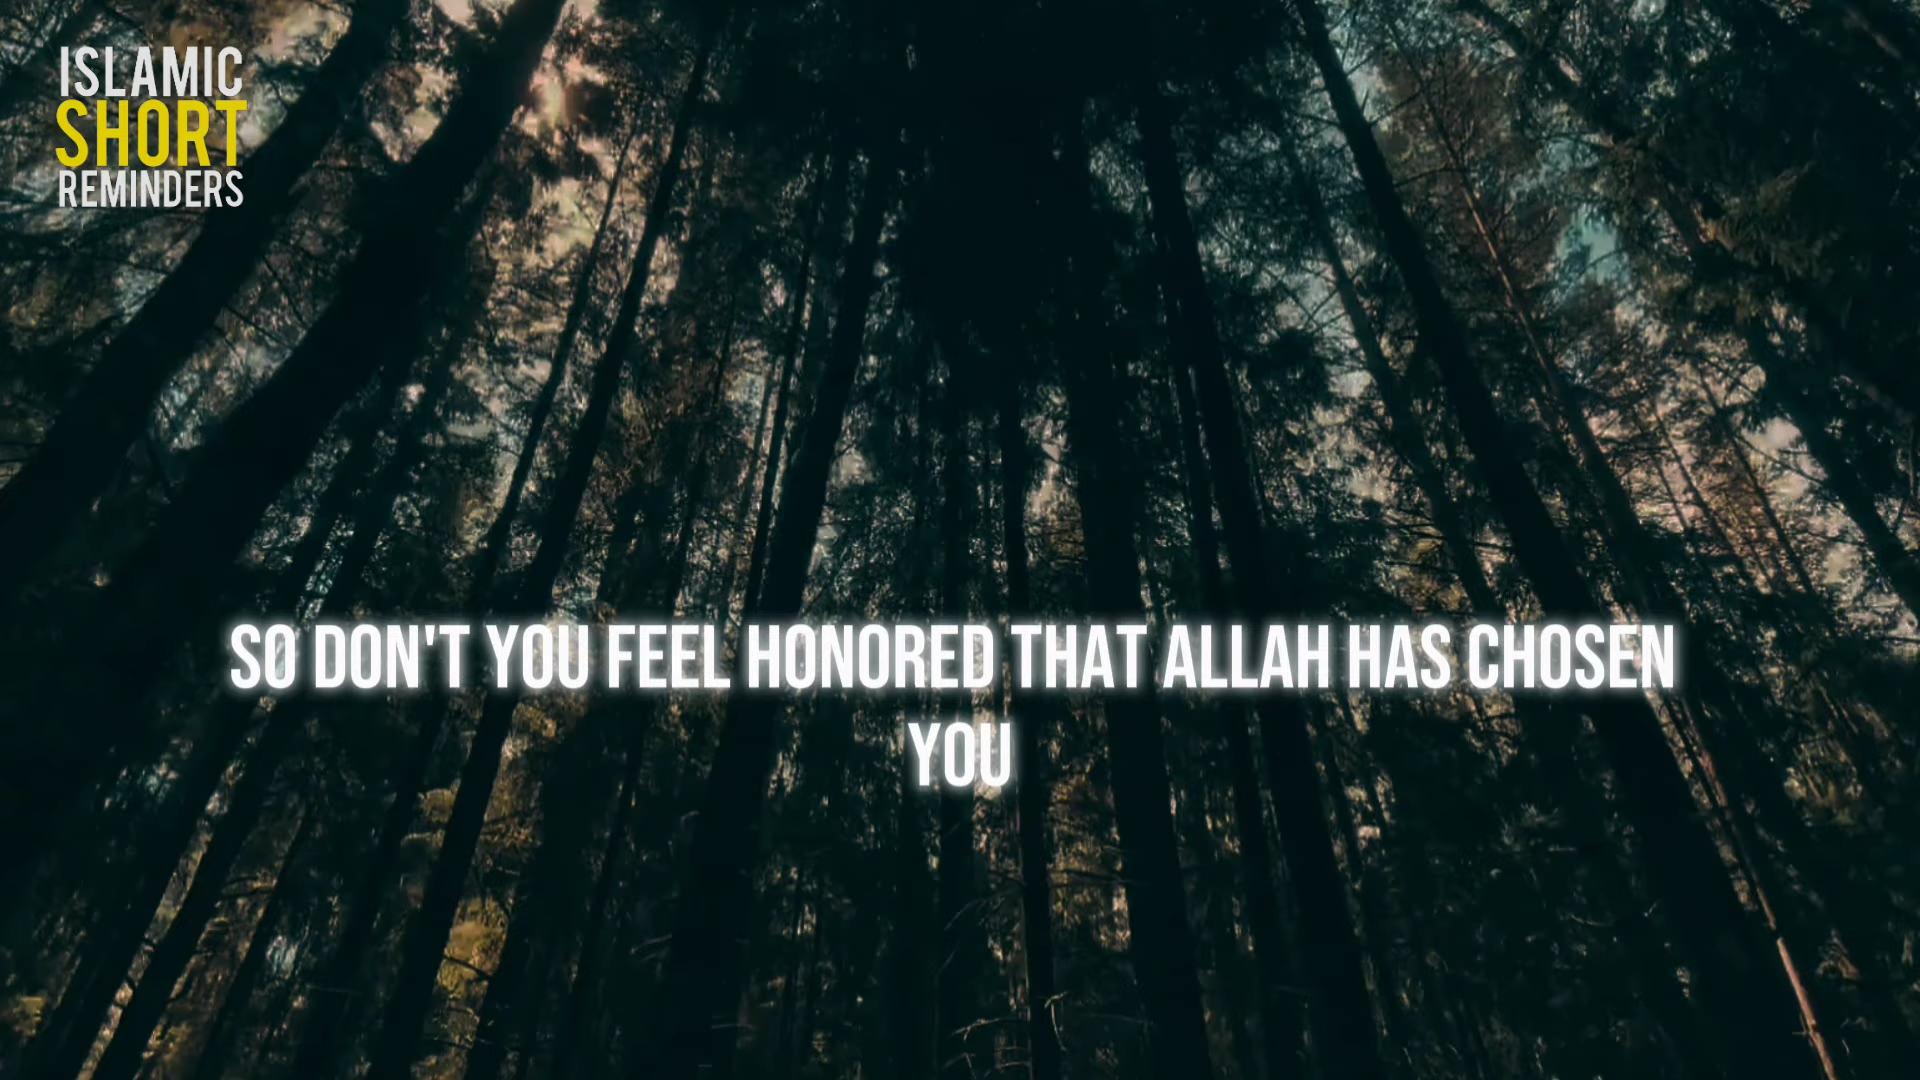 ISLAMIC
SHORT
REMINDERS
SO DON'T YOU FEEL HONORED THAT ALLAH HAS CHOSEN
YOU